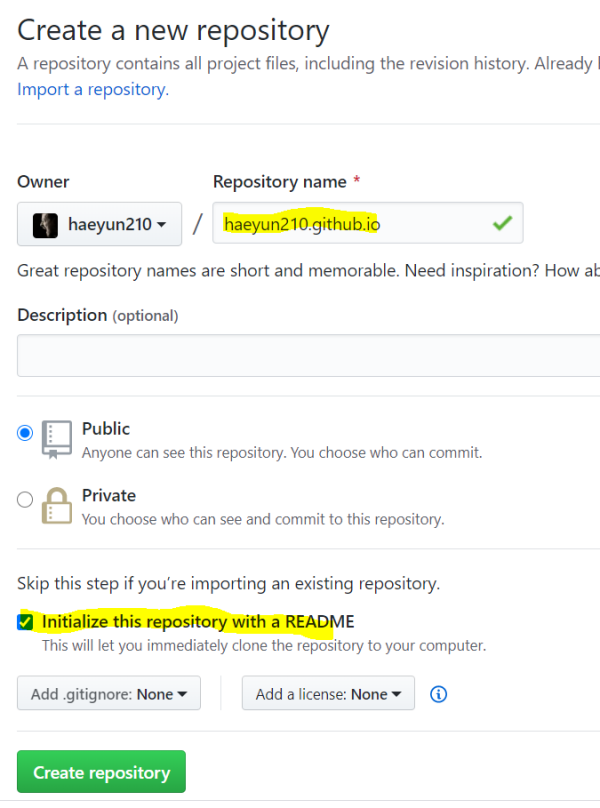 Create a new repository
A repository contains all project files, including the revision history. Already
Import a repository.
Owner
Repository name *
haeyun210
/
haeyun210.github.io
Great repository names are short and memorable. Need inspiration? How
Description (optional)
Public
Anyone can see this repository. You choose who can commit.
Private
You choose who can see and commit to this repository.
Skip this step if you’re importing an existing repository.
Initialize this repository with a README
This will let you immediately clone the repository to your computer.
Add .gitignore: None
Add a license: None
Create repository